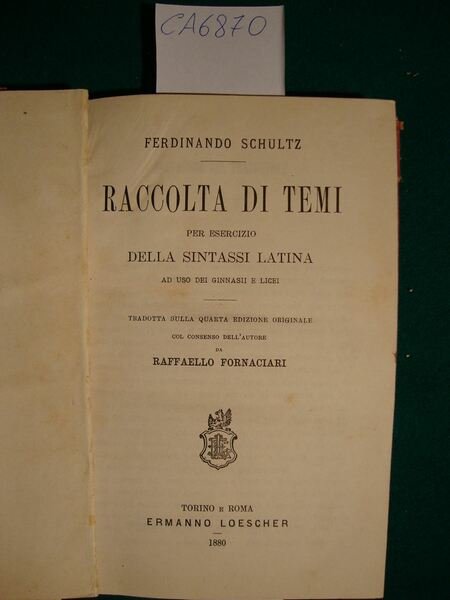 CA6870
FERDINANDO SCHULTZ
RACCOLTA DI TEMI
PER ESERCIZIO
DELLA SINTASSI LATINA
AD USO DEI GINNASII E LICEI
TRADOTTA SULLA QUARTA EDIZIONE ORIGINALE
COL CONSENSO DELL'AUTORE
DA
RAFFAELLO FORNACIARI
TORINO E ROMA
ERMANNO LOESCHER
1880